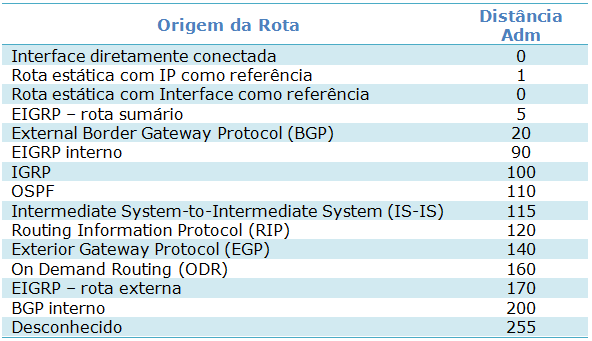 Origem da Rota Distância Adm
Interface diretamente conectada 0
Rota estática com IP como referência 1
Rota estática com Interface como referência 0
EIGRP – rota sumário 5
External Border Gateway Protocol (BGP) 20
EIGRP interno 90
IGRP 100
OSPF 110
Intermediate System-to-Intermediate System (IS-IS) 115
Routing Information Protocol (RIP) 120
Exterior Gateway Protocol (EGP) 140
On Demand Routing (ODR) 160
EIGRP – rota externa 170
BGP interno 200
Desconhecido 255